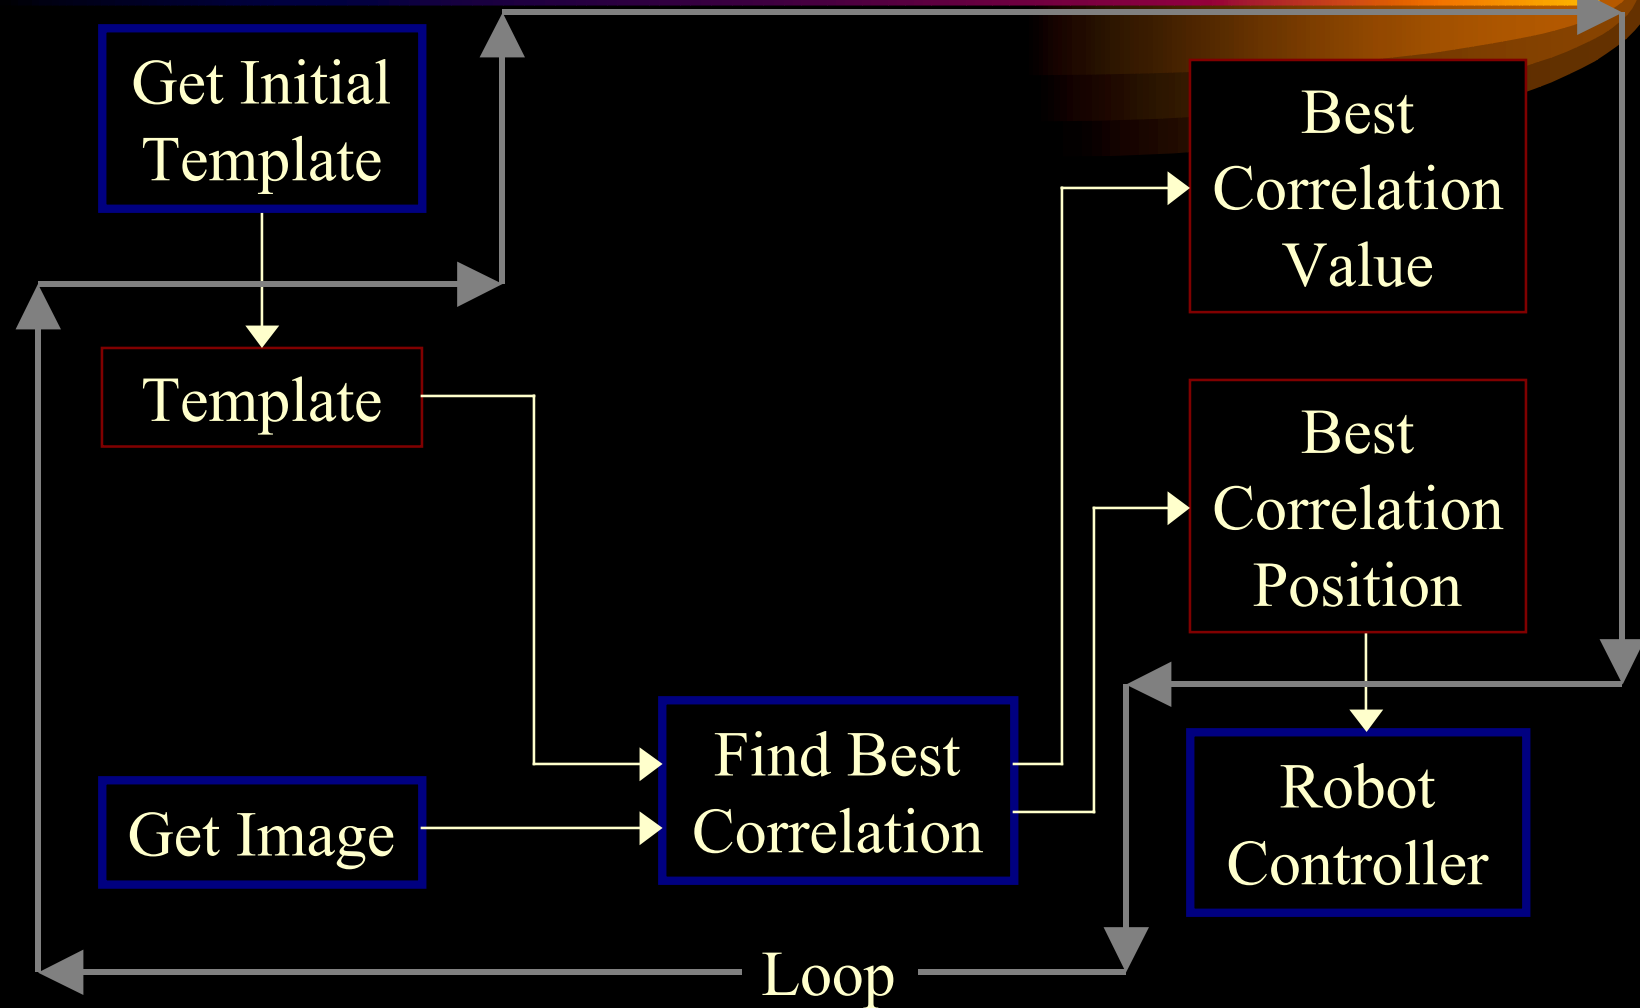 Get Initial
Template
Template
Get Image
Find Best
Correlation
Best
Correlation
Value
Best
Correlation
Position
Robot
Controller
Loop